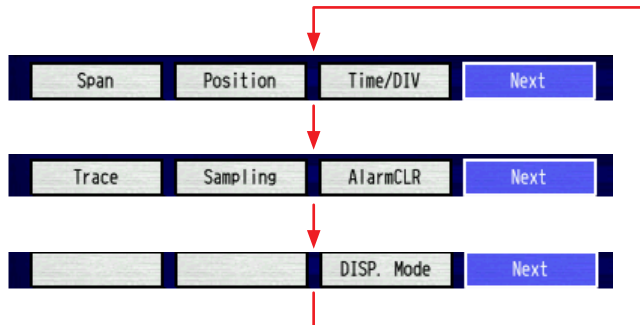 Span Position Time/DIV Next
Trace Sampling AlarmCLR Next
DISP. Mode Next